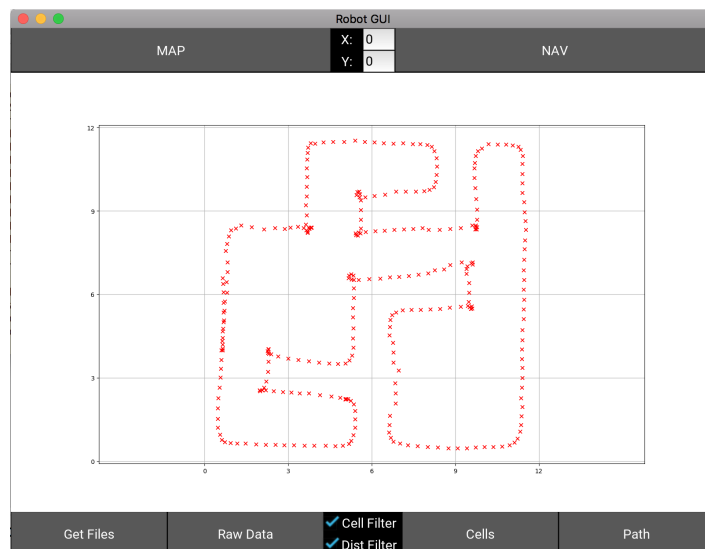 Robot GUI
MAP
X: 0
Y: 0
NAV
12
9
6
3
0
0 3 6 9 12
Get Files
Raw Data
Cell Filter
Dist Filter
Cells
Path